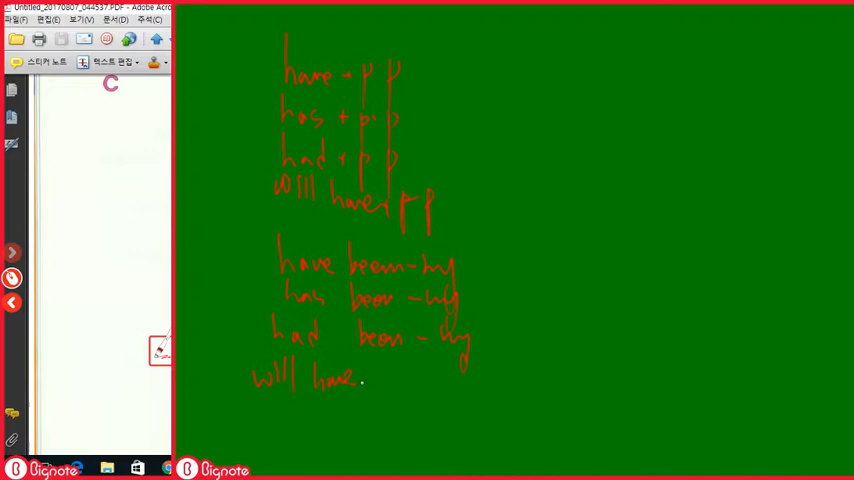 Untitled_20170807_044537.PDF - Adobe Acro
파일(F) 편집(E) 보기(V) 문서(D) 주석(C)
스티커 노트 텍스트 편집
C
have + p p
has + p.p
had + p p
will have + p p
have been - ing
has been - ing
had been - ing
will have
Bignote Bignote